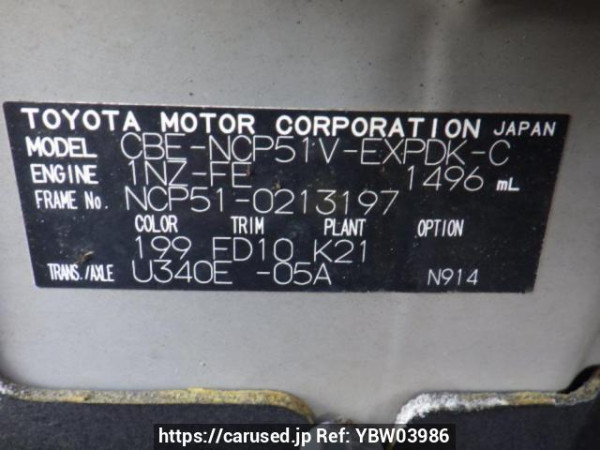 TOYOTA MOTOR CORPORATION JAPAN
MODEL CBE-NCP51V-EXPDK-C
ENGINE 1NZ-FE 1496 mL
FRAME No. NCP51-0213197
COLOR TRIM PLANT OPTION
199 FD10 K21
TRANS./AXLE U340E -05A N914
https://carused.jp Ref: YBW03986